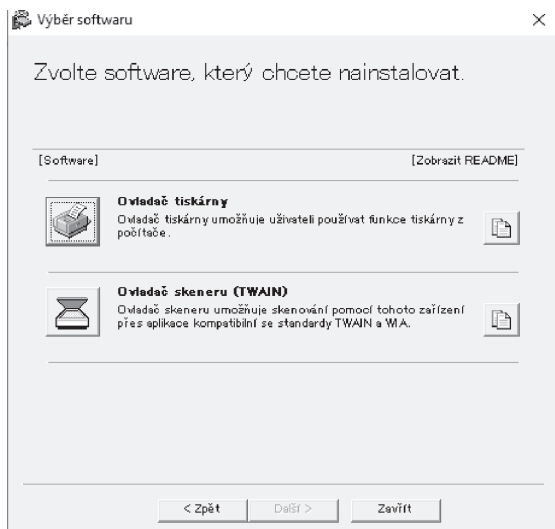 Výběr softwaru
Zvolte software, který chcete nainstalovat.
[Software] [Zobrazit README]
Ovladač tiskárny
Ovladač tiskárny umožňuje uživateli používat funkce tiskárny z
počítače.
Ovladač skeneru (TWAIN)
Ovladač skeneru umožňuje skenování pomocí tohoto zařízení
přes aplikace kompatibilní se standardy TWAIN a WIA.
< Zpět Další > Zavřít